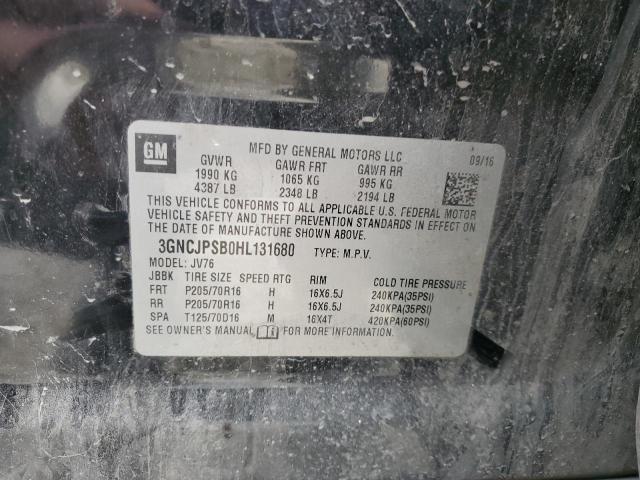 GM MFD BY GENERAL MOTORS LLC 09/16
GVWR GAWR FRT GAWR RR
1990 KG 1065 KG 995 KG
4387 LB 2348 LB 2194 LB
THIS VEHICLE CONFORMS TO ALL APPLICABLE U.S. FEDERAL MOTOR
VEHICLE SAFETY AND THEFT PREVENTION STANDARDS IN EFFECT ON
THE DATE OF MANUFACTURE SHOWN ABOVE.
3GNCJPSB0HL131680 TYPE: M.P.V.
MODEL: JV76
JBBK TIRE SIZE SPEED RTG RIM COLD TIRE PRESSURE
FRT P205/70R16 H 16X6.5J 240KPA(35PSI)
RR P205/70R16 H 16X6.5J 240KPA(35PSI)
SPA T125/70D16 M 16X4T 420KPA(60PSI)
SEE OWNER'S MANUAL FOR MORE INFORMATION.